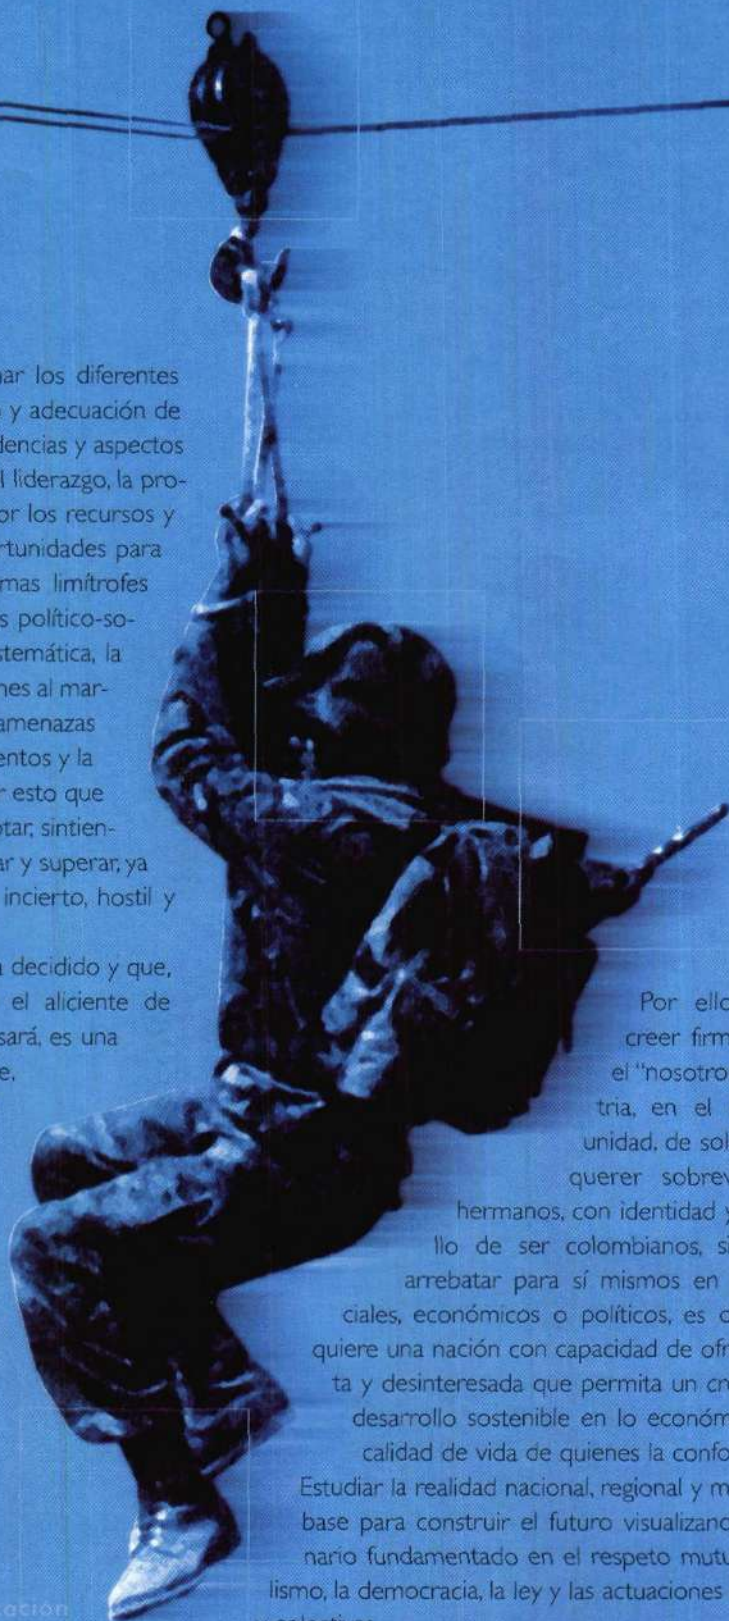 ar los diferentes
y adecuación de
dencias y aspectos
l liderazgo, la pro-
or los recursos y
rtunidades para
mas limítrofes
s político-so-
stemática, la
nes al mar-
amenazas
entos y la
r esto que
otar, sintien-
ar y superar, ya
incierto, hostil y
a decidido y que,
el aliciente de
sará, es una
e,
Por ello
creer firm
el "nosotro
tria, en el
unidad, de sol
querer sobrev
hermanos, con identidad y
llo de ser colombianos, si
arrebatar para sí mismos en
ciales, económicos o políticos, es c
quiere una nación con capacidad de ofr
ta y desinteresada que permita un cre
desarrollo sostenible en lo económ
calidad de vida de quienes la confo
Estudiar la realidad nacional, regional y m
base para construir el futuro visualizand
nario fundamentado en el respeto mutu
lismo, la democracia, la ley y las actuaciones
y colectivas
ación